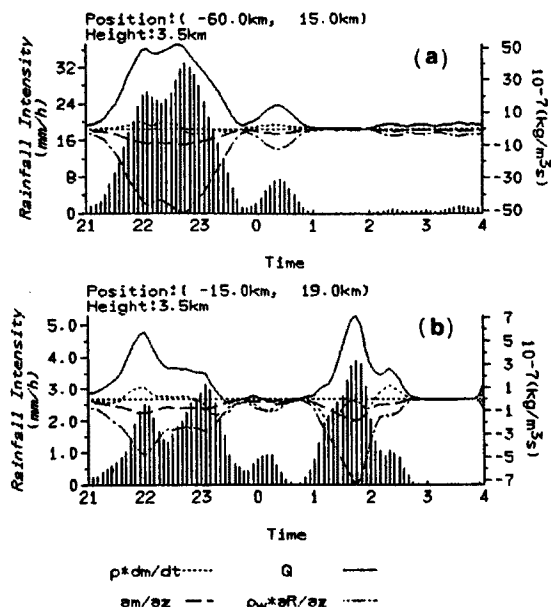 Position:( -60.0km, 15.0km)
Height:3.5km
(a)
Rainfall Intensity
(mm/h)
32
24
16
8
0
50
40
30
20
10
0
-10
-30
-50
10⁻⁷(kg/m³s)
21 22 23 0 1 2 3 4
Time
Position:( -15.0km, 19.0km)
Height:3.5km
(b)
Rainfall Intensity
(mm/h)
5.0
4.0
3.0
2.0
1.0
0
7
5
3
1
-1
-3
-5
-7
10⁻⁷(kg/m³s)
21 22 23 0 1 2 3 4
Time
ρ*dm/dt Q
am/az ρw*aR/az